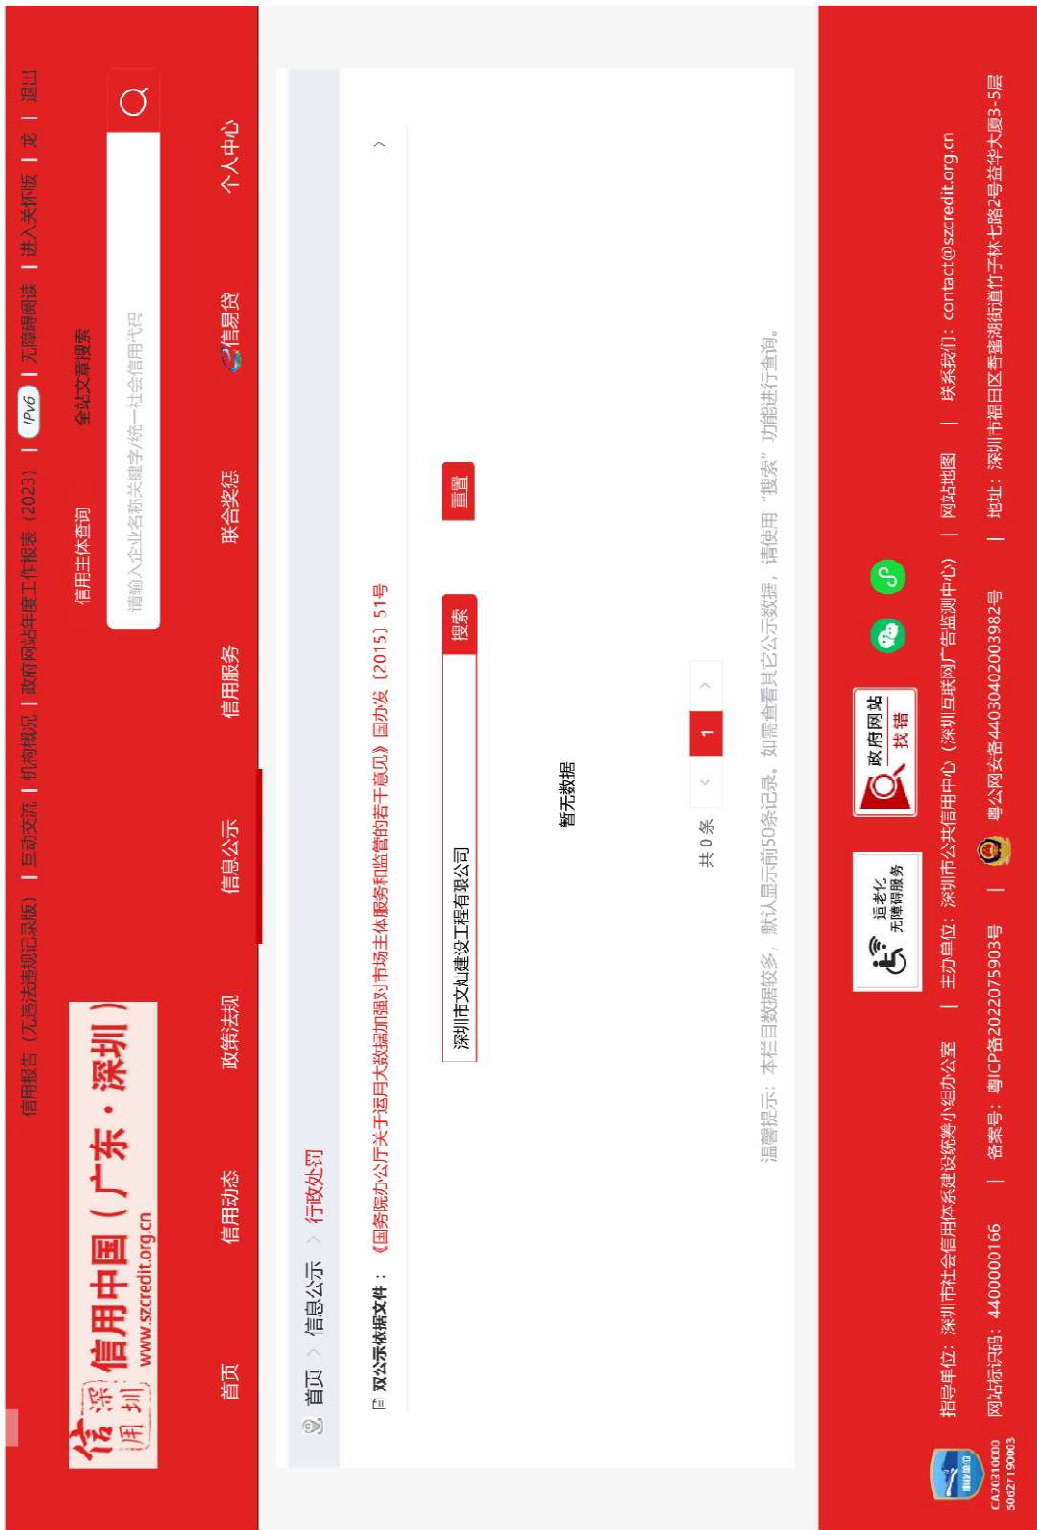 信用报告（无违法违规记录版） | 互动交流 | 机构概况 | 政府网站年度工作报表（2023） | IPv6 | 无障碍阅读 | 进入关怀版 | 龙 | 退出
信用中国（广东·深圳）
www.szcredit.org.cn
信用主体查询 全站文章搜索
请输入企业名称关键字/统一社会信用代码
首页 信用动态 政策法规 信息公示 信用服务 联合奖惩 信易贷 个人中心
首页 > 信息公示 > 行政处罚
双公示依据文件： 《国务院办公厅关于运用大数据加强对市场主体服务和监管的若干意见》国办发〔2015〕51号 >
深圳市文灿建设工程有限公司 搜索 重置
暂无数据
共 0 条 < 1 >
温馨提示：本栏目数据较多，默认显示前50条记录。如需查看其它公示数据，请使用“搜索”功能进行查询。
适老化
无障碍服务
政府网站
找错
指导单位：深圳市社会信用体系建设统筹小组办公室 | 主办单位：深圳市公共信用中心（深圳互联网广告监测中心） | 网站地图 | 联系我们：contact@szcredit.org.cn
网站标识码：4400000166 | 备案号：粤ICP备2022075903号 | 粤公网安备44030402003982号 | 地址：深圳市福田区香蜜湖街道竹子林七路2号益华大厦3-5层
CA20310000
50627190003